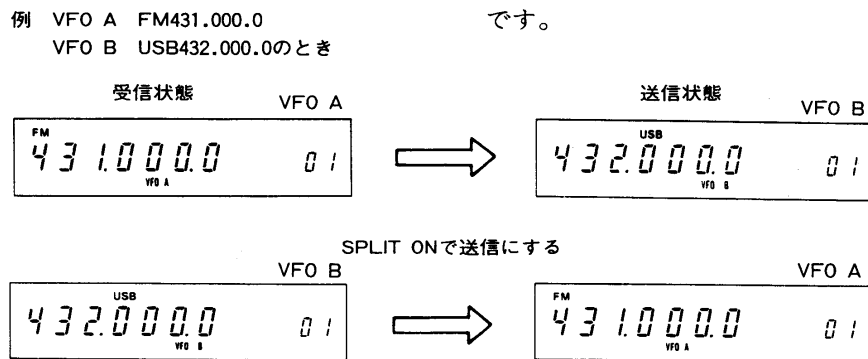 例 VFO A FM431.000.0 です。
VFO B USB432.000.0のとき
受信状態 VFO A 送信状態 VFO B
FM
431.000.0 01
VFO A
USB
432.000.0 01
VFO B
SPLIT ONで送信にする
VFO B VFO A
USB
432.000.0 01
VFO B
FM
431.000.0 01
VFO A